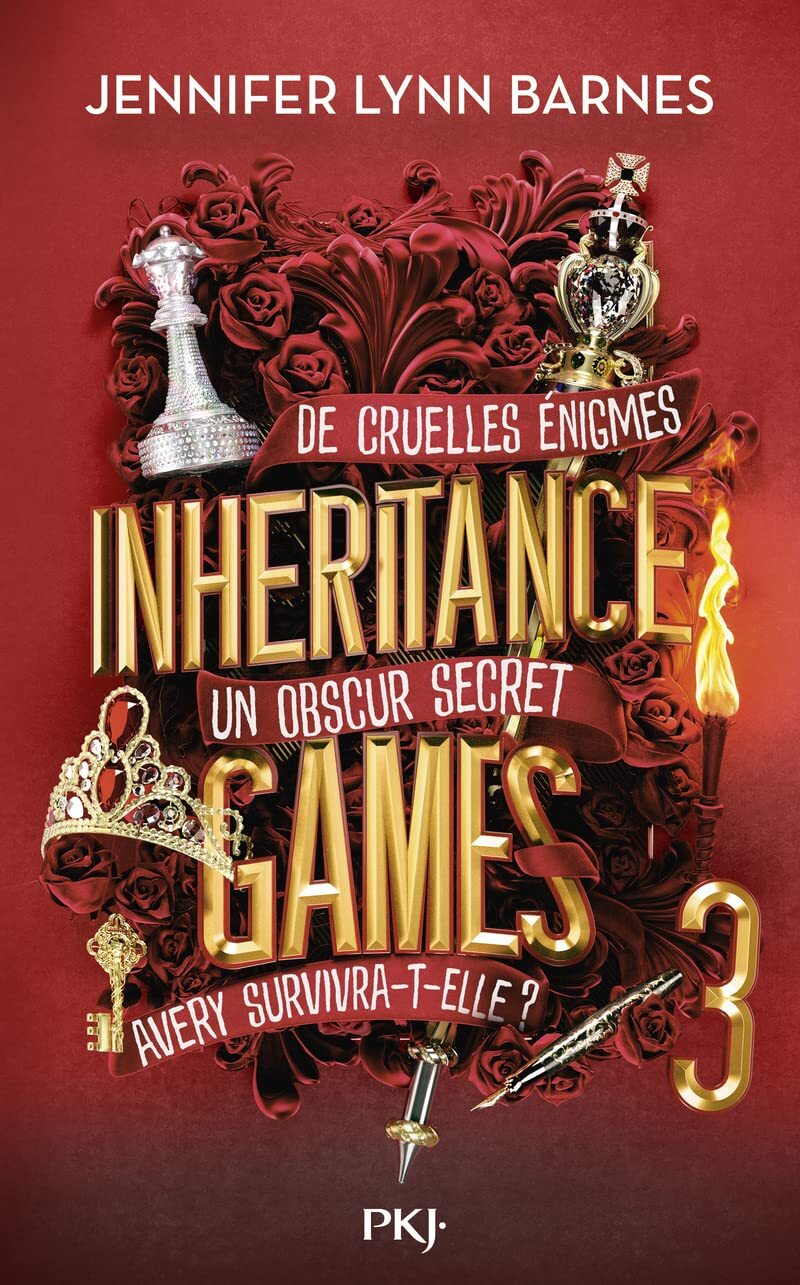 JENNIFER LYNN BARNES
DE CRUELLES ÉNIGMES
INHERITANCE
UN OBSCUR SECRET
GAMES
3
AVERY SURVIVRA-T-ELLE ?
PKJ.